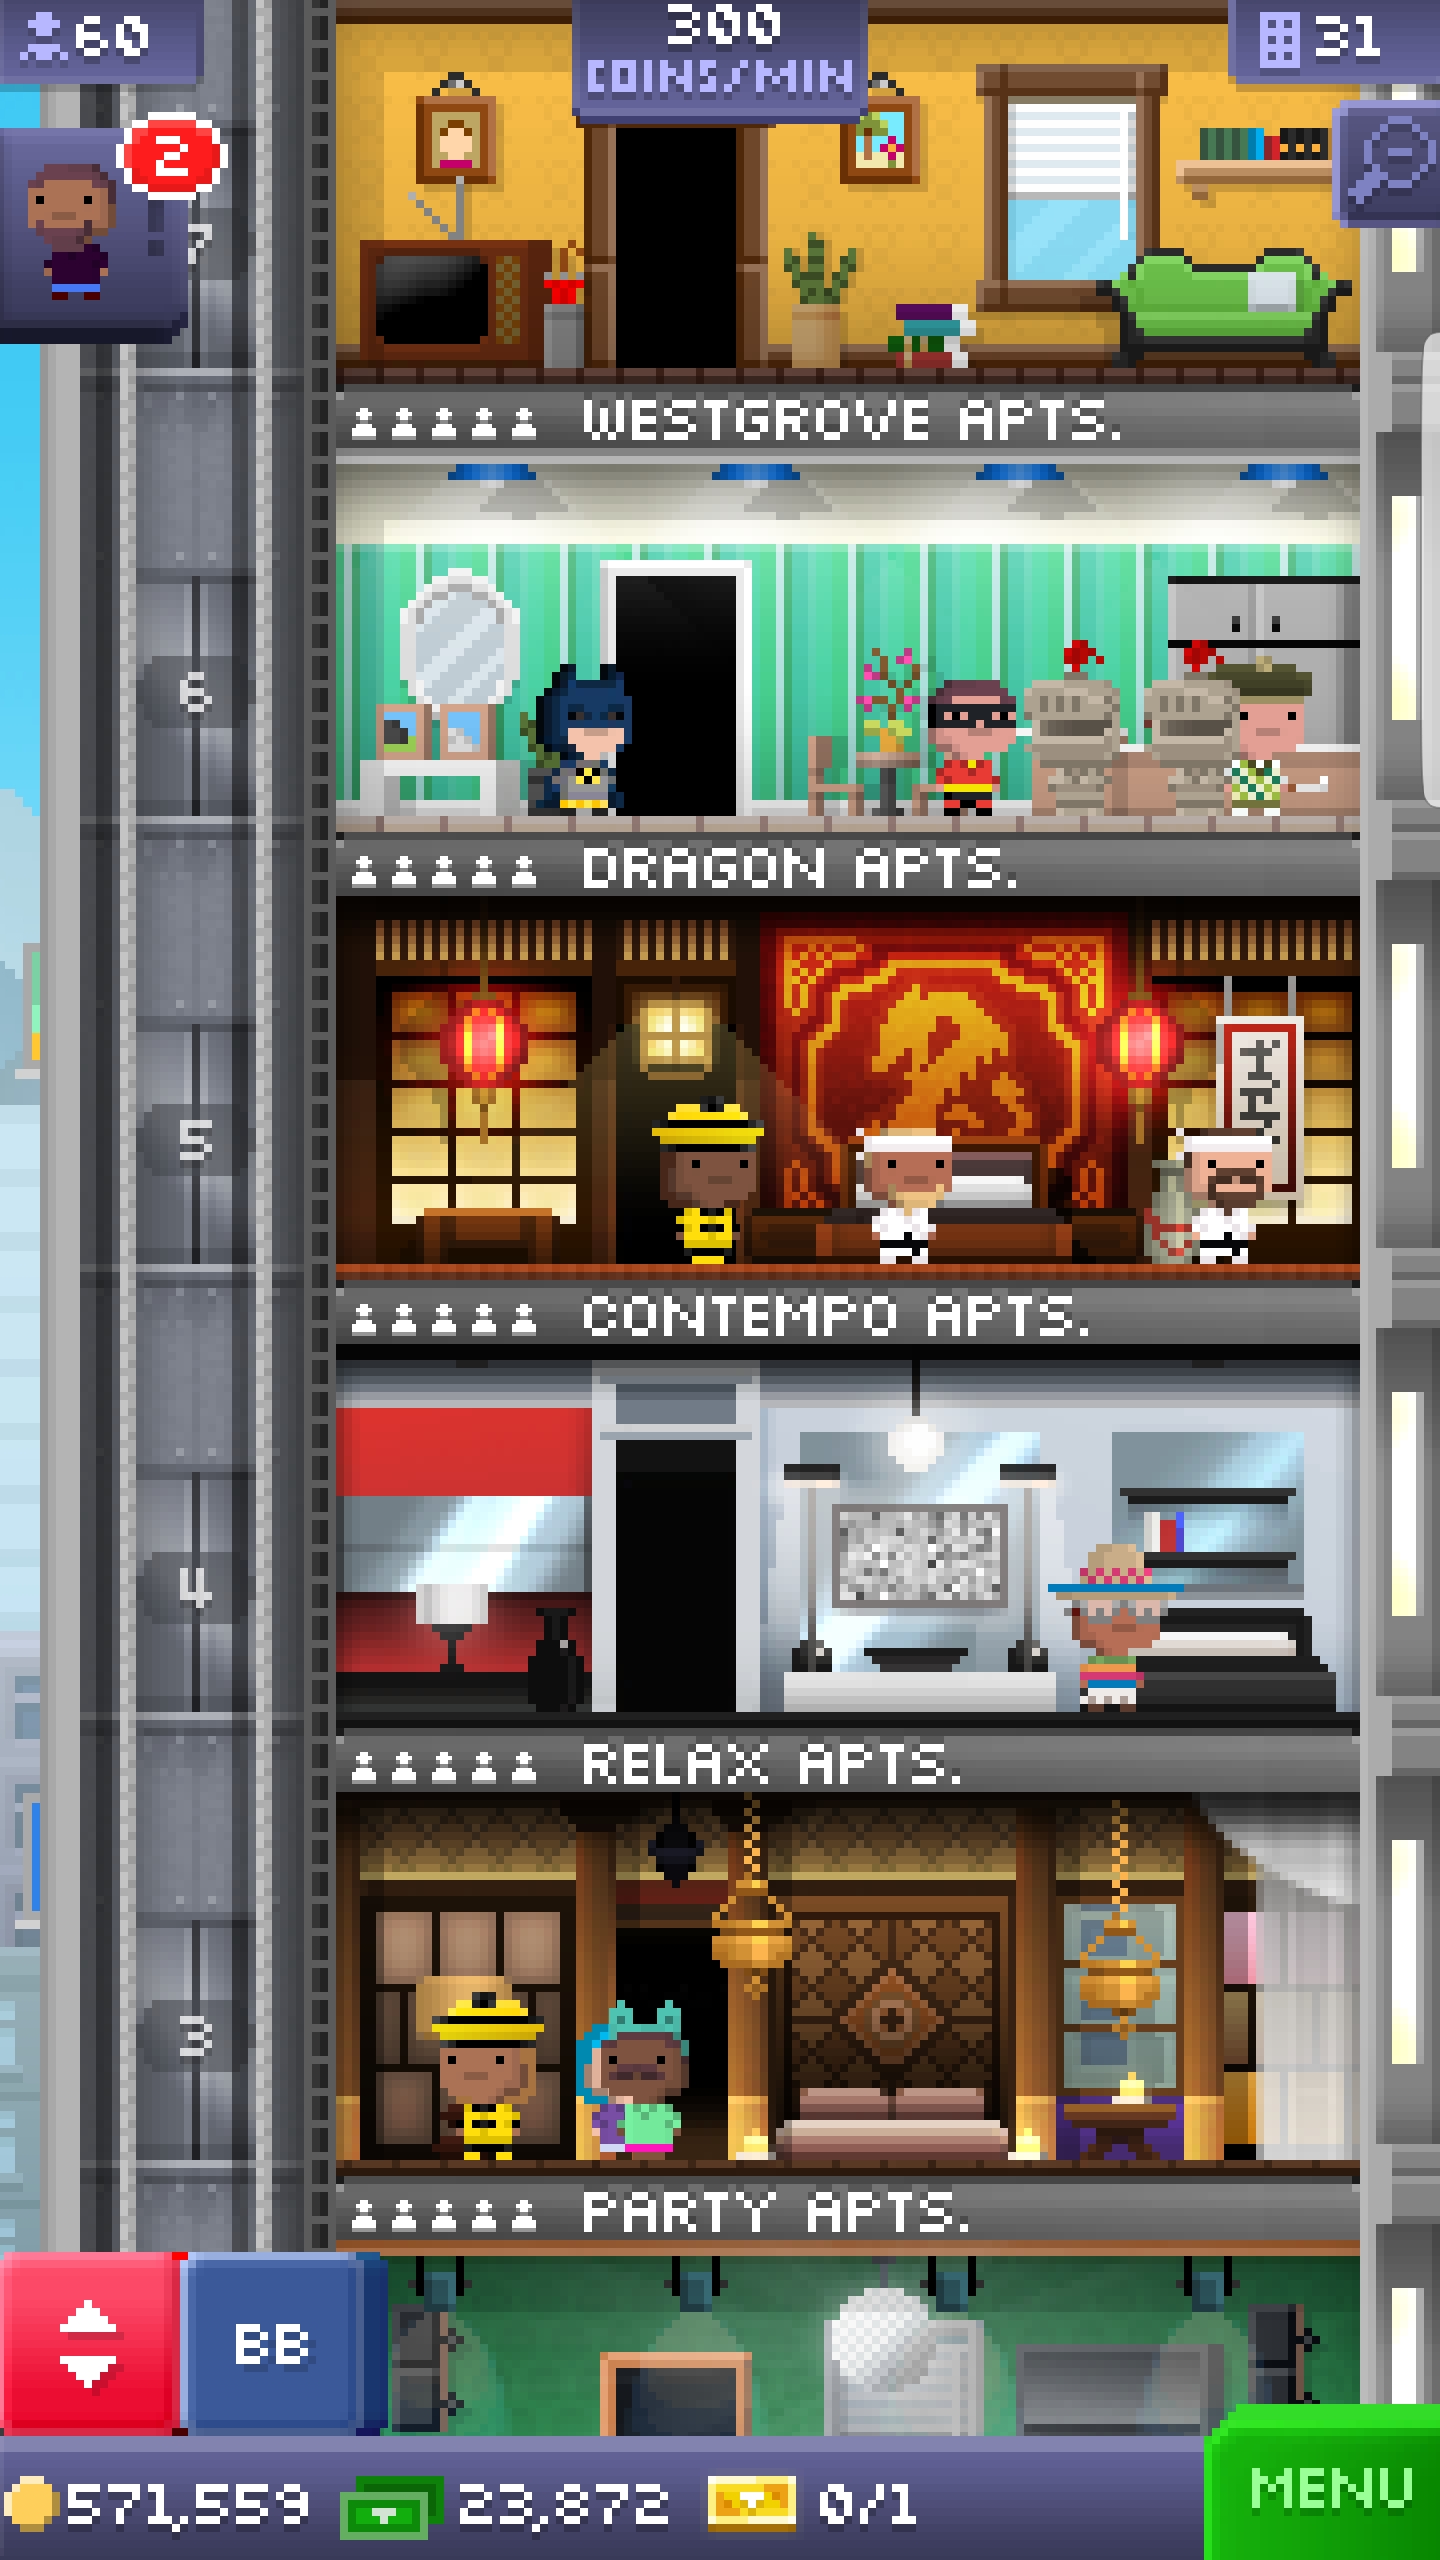 60
300
COINS/MIN
31
2
7
WESTGROVE APTS.
6
DRAGON APTS.
5
CONTEMPO APTS.
4
RELAX APTS.
3
PARTY APTS.
BB
571,559
23,872
0/1
MENU